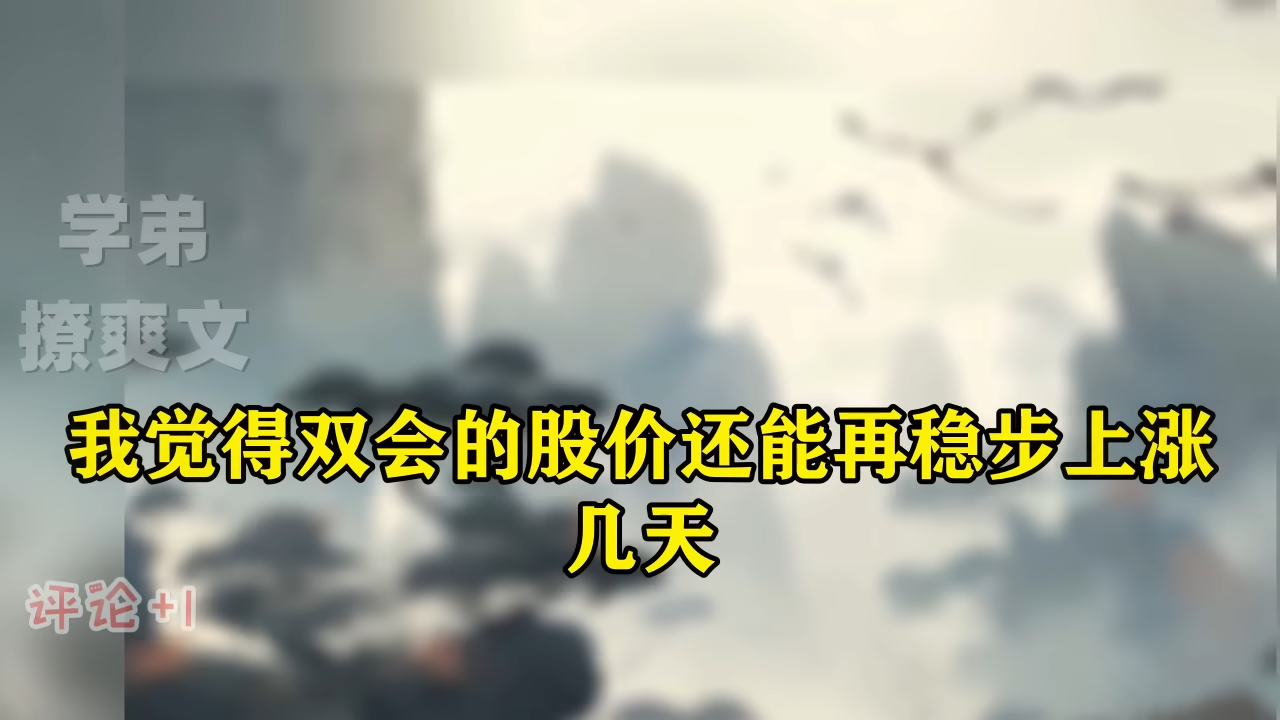 学弟
撩爽文
我觉得双会的股价还能再稳步上涨
几天
评论+1